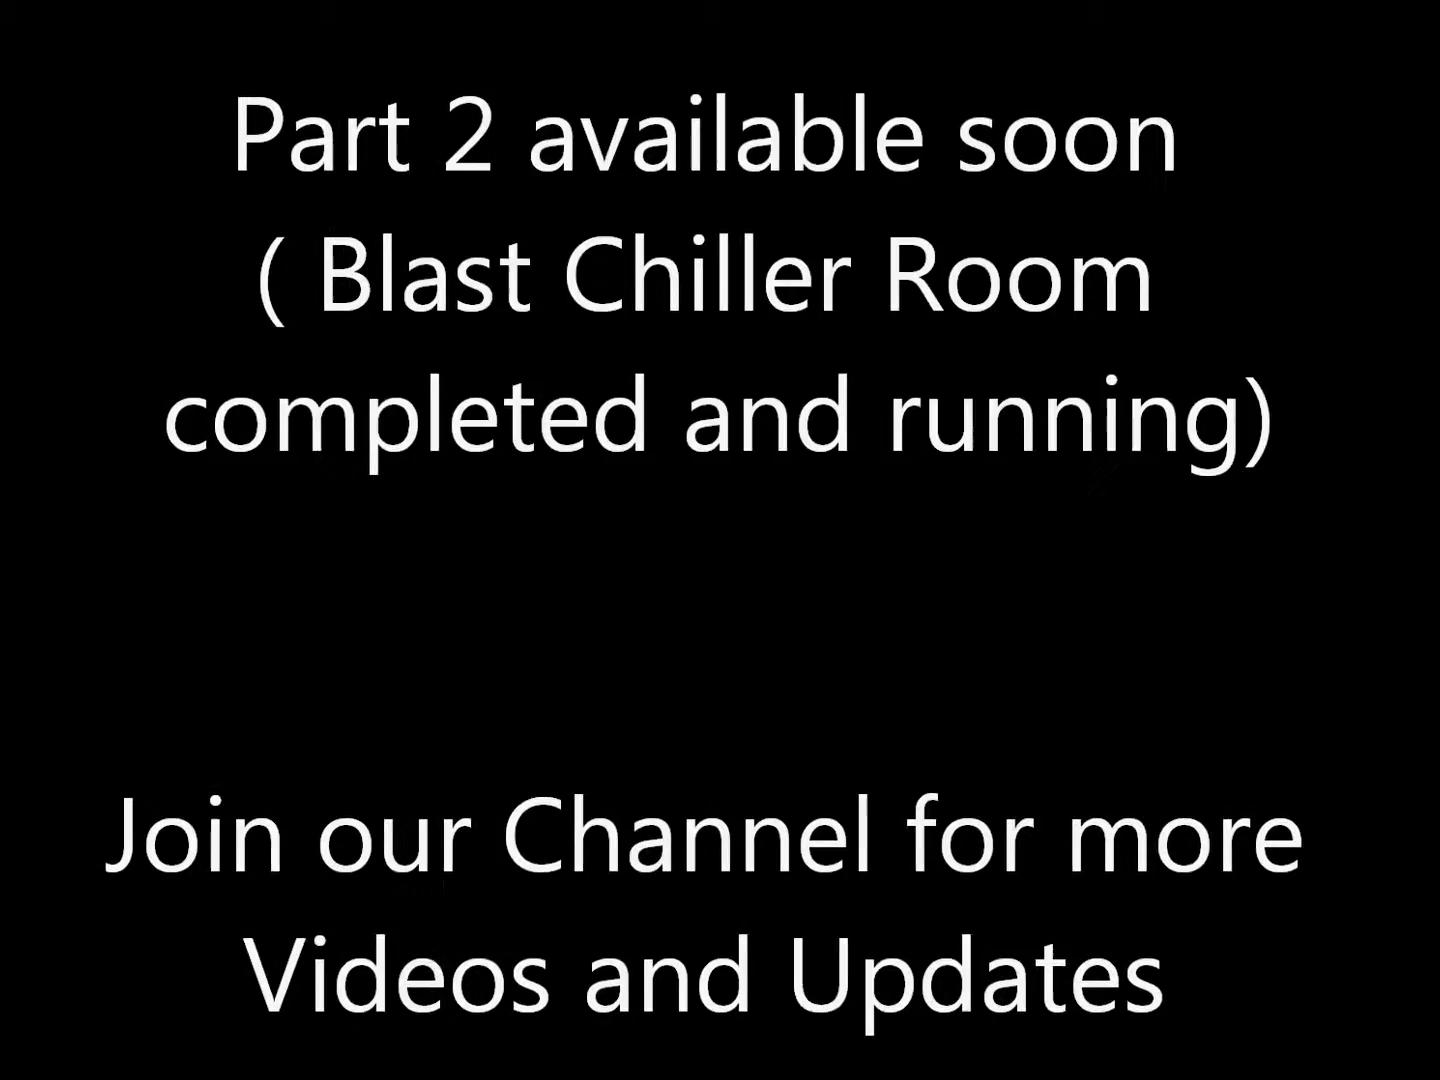 Part 2 available soon
( Blast Chiller Room
completed and running)
Join our Channel for more
Videos and Updates